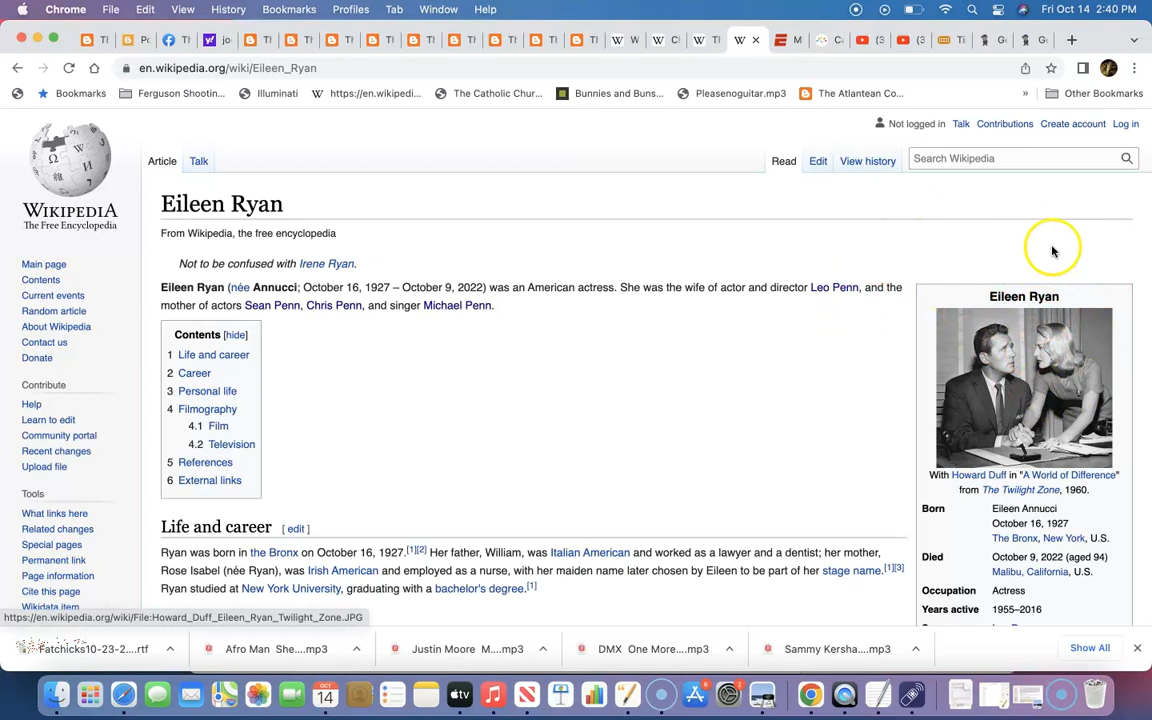 Chrome File Edit View History Bookmarks Profiles Tab Window Help Fri Oct 14 2:40 PM
en.wikipedia.org/wiki/Eileen_Ryan
Bookmarks Ferguson Shootin... Illuminati https://en.wikipedi... The Catholic Chur... Bunnies and Buns... Pleasenoguitar.mp3 The Atlantean Co... » Other Bookmarks
Not logged in Talk Contributions Create account Log in
Article Talk Read Edit View history Search Wikipedia
WIKIPEDIA
The Free Encyclopedia
Main page
Contents
Current events
Random article
About Wikipedia
Contact us
Donate
Contribute
Help
Learn to edit
Community portal
Recent changes
Upload file
Tools
What links here
Related changes
Special pages
Permanent link
Page information
Cite this page
Wikidata item
Eileen Ryan
From Wikipedia, the free encyclopedia
Not to be confused with Irene Ryan.
Eileen Ryan (née Annucci; October 16, 1927 – October 9, 2022) was an American actress. She was the wife of actor and director Leo Penn, and the
mother of actors Sean Penn, Chris Penn, and singer Michael Penn.
Contents [hide]
1 Life and career
2 Career
3 Personal life
4 Filmography
4.1 Film
4.2 Television
5 References
6 External links
Life and career [ edit ]
Ryan was born in the Bronx on October 16, 1927.[1][2] Her father, William, was Italian American and worked as a lawyer and a dentist; her mother,
Rose Isabel (née Ryan), was Irish American and employed as a nurse, with her maiden name later chosen by Eileen to be part of her stage name.[1][3]
Ryan studied at New York University, graduating with a bachelor's degree.[1]
Eileen Ryan
With Howard Duff in "A World of Difference"
from The Twilight Zone, 1960.
Born Eileen Annucci
October 16, 1927
The Bronx, New York, U.S.
Died October 9, 2022 (aged 94)
Malibu, California, U.S.
Occupation Actress
Years active 1955–2016
https://en.wikipedia.org/wiki/File:Howard_Duff_Eileen_Ryan_Twilight_Zone.JPG
Fatchicks10-23-2....rtf Afro Man She....mp3 Justin Moore M....mp3 DMX One More....mp3 Sammy Kersha....mp3 Show All